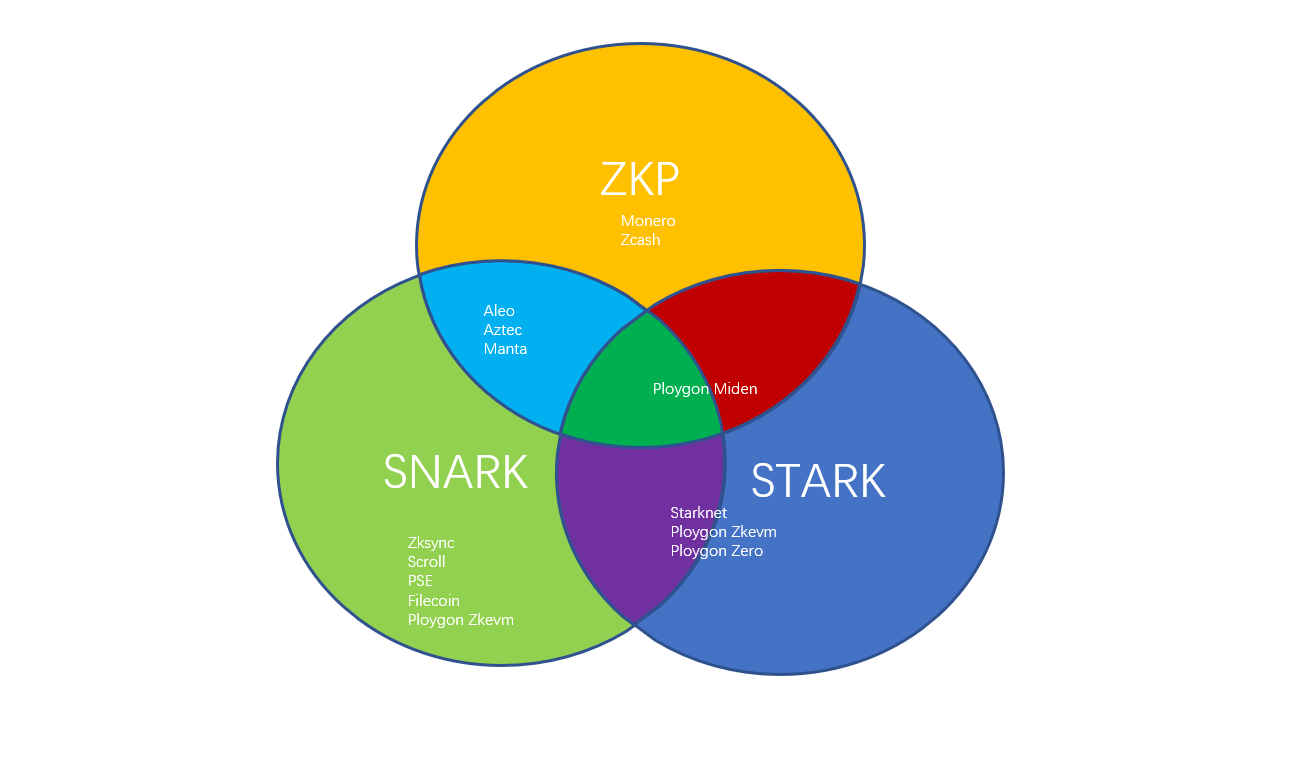 ZKP
Monero
Zcash
Aleo
Aztec
Manta
Ploygon Miden
SNARK
STARK
Starknet
Ploygon Zkevm
Ploygon Zero
Zksync
Scroll
PSE
Filecoin
Ploygon Zkevm